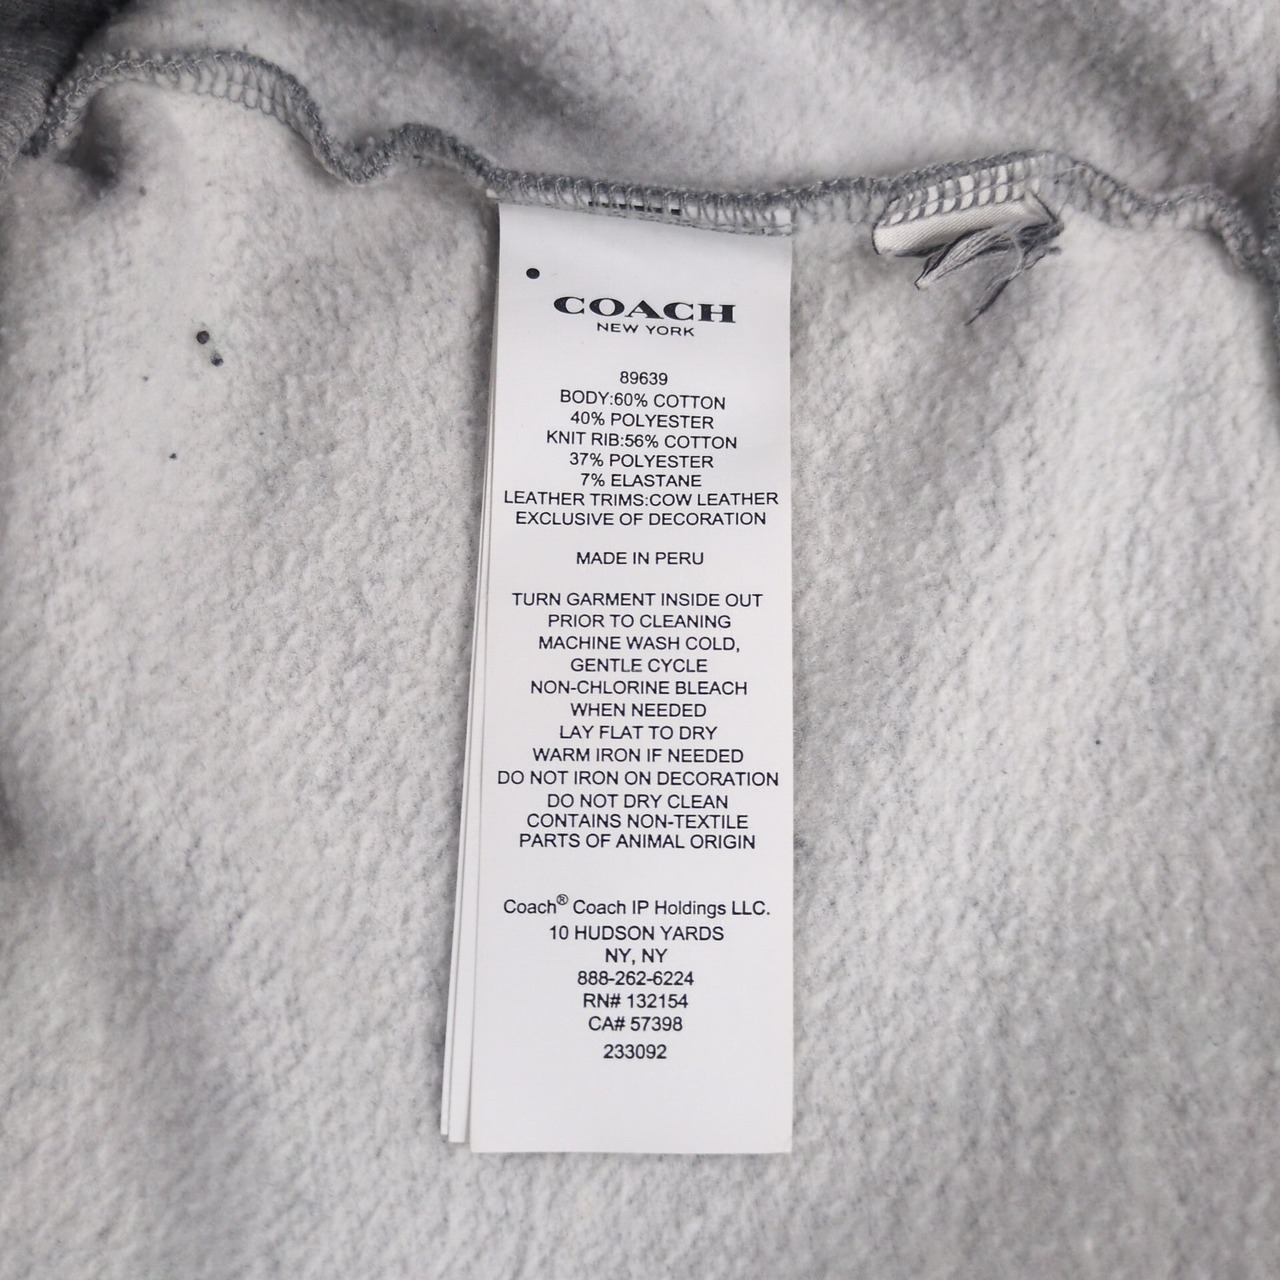 COACH
NEW YORK
89639
BODY:60% COTTON
40% POLYESTER
KNIT RIB:56% COTTON
37% POLYESTER
7% ELASTANE
LEATHER TRIMS:COW LEATHER
EXCLUSIVE OF DECORATION
MADE IN PERU
TURN GARMENT INSIDE OUT
PRIOR TO CLEANING
MACHINE WASH COLD,
GENTLE CYCLE
NON-CHLORINE BLEACH
WHEN NEEDED
LAY FLAT TO DRY
WARM IRON IF NEEDED
DO NOT IRON ON DECORATION
DO NOT DRY CLEAN
CONTAINS NON-TEXTILE
PARTS OF ANIMAL ORIGIN
Coach® Coach IP Holdings LLC.
10 HUDSON YARDS
NY, NY
888-262-6224
RN# 132154
CA# 57398
233092